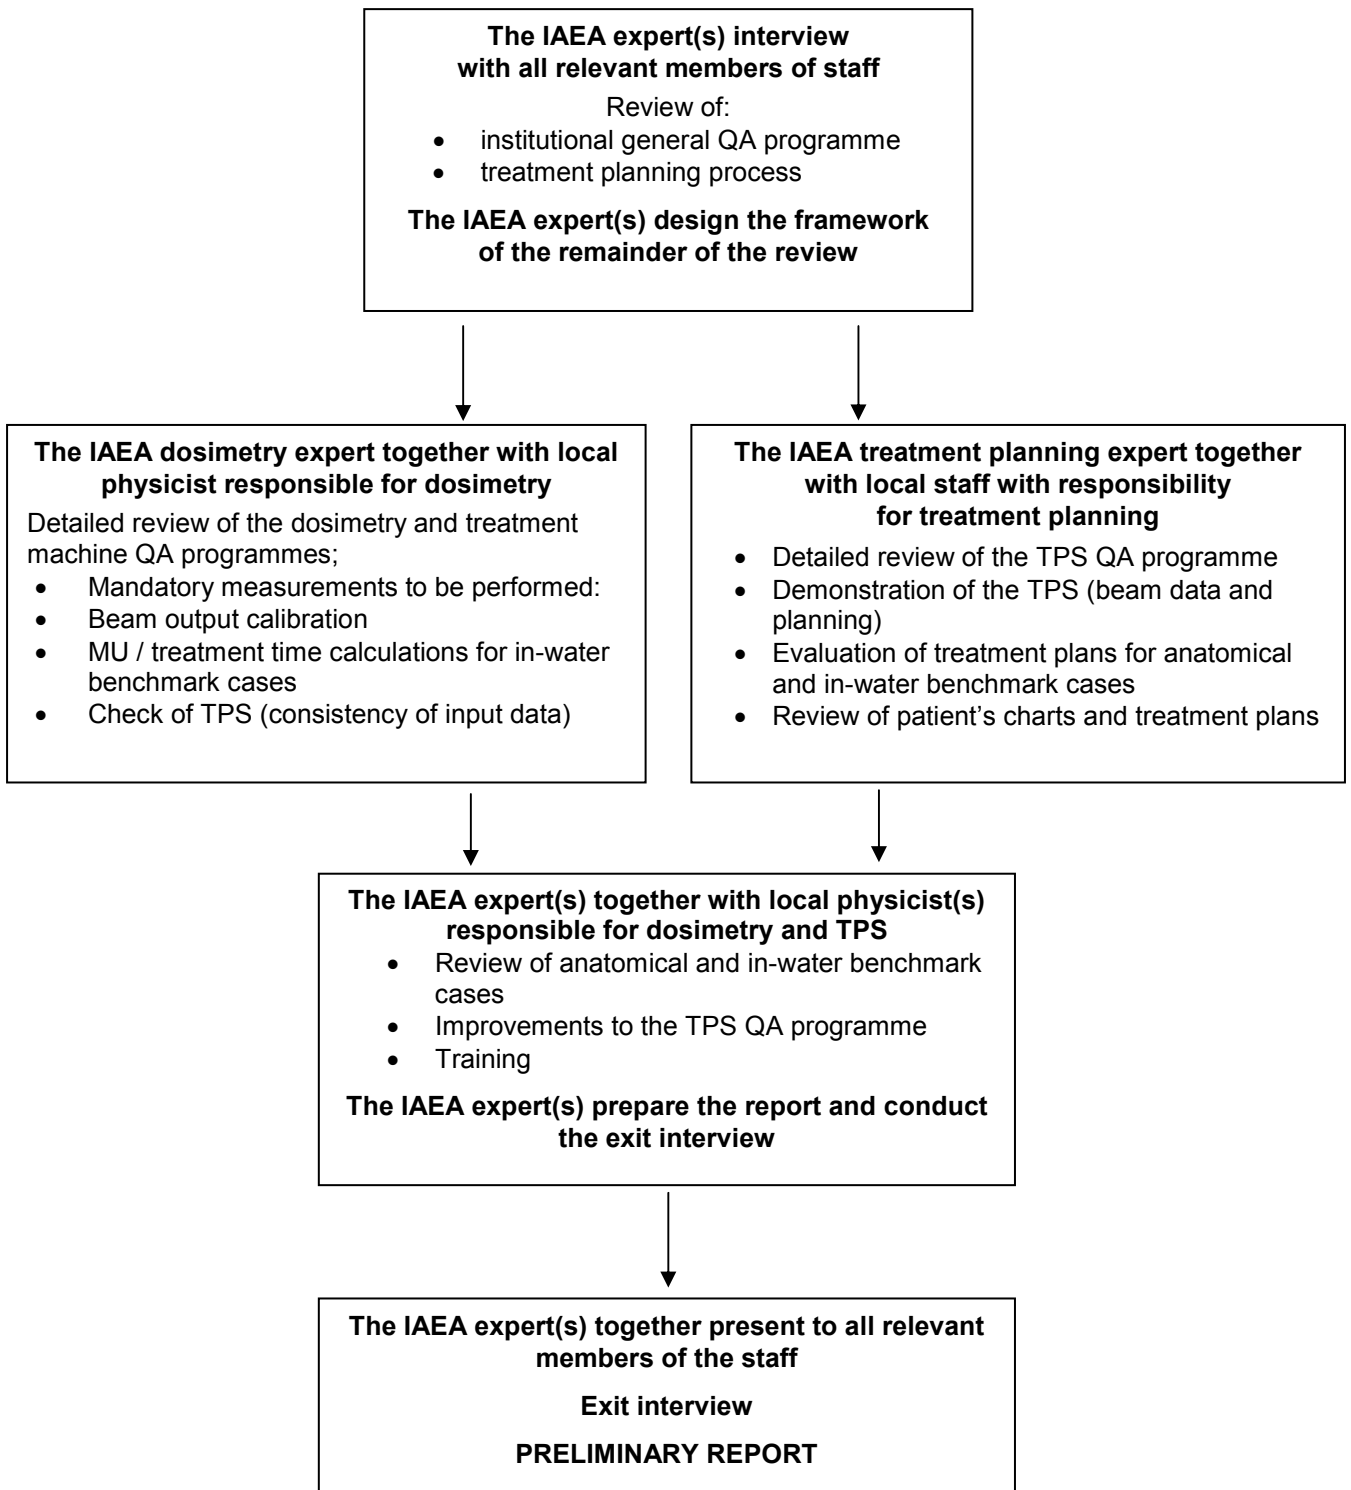 The IAEA expert(s) interview
with all relevant members of staff
Review of:
• institutional general QA programme
• treatment planning process
The IAEA expert(s) design the framework
of the remainder of the review
The IAEA dosimetry expert together with local
physicist responsible for dosimetry
Detailed review of the dosimetry and treatment
machine QA programmes;
• Mandatory measurements to be performed:
• Beam output calibration
• MU / treatment time calculations for in-water
benchmark cases
• Check of TPS (consistency of input data)
The IAEA treatment planning expert together
with local staff with responsibility
for treatment planning
• Detailed review of the TPS QA programme
• Demonstration of the TPS (beam data and
planning)
• Evaluation of treatment plans for anatomical
and in-water benchmark cases
• Review of patient’s charts and treatment plans
The IAEA expert(s) together with local physicist(s)
responsible for dosimetry and TPS
• Review of anatomical and in-water benchmark
cases
• Improvements to the TPS QA programme
• Training
The IAEA expert(s) prepare the report and conduct
the exit interview
The IAEA expert(s) together present to all relevant
members of the staff
Exit interview
PRELIMINARY REPORT